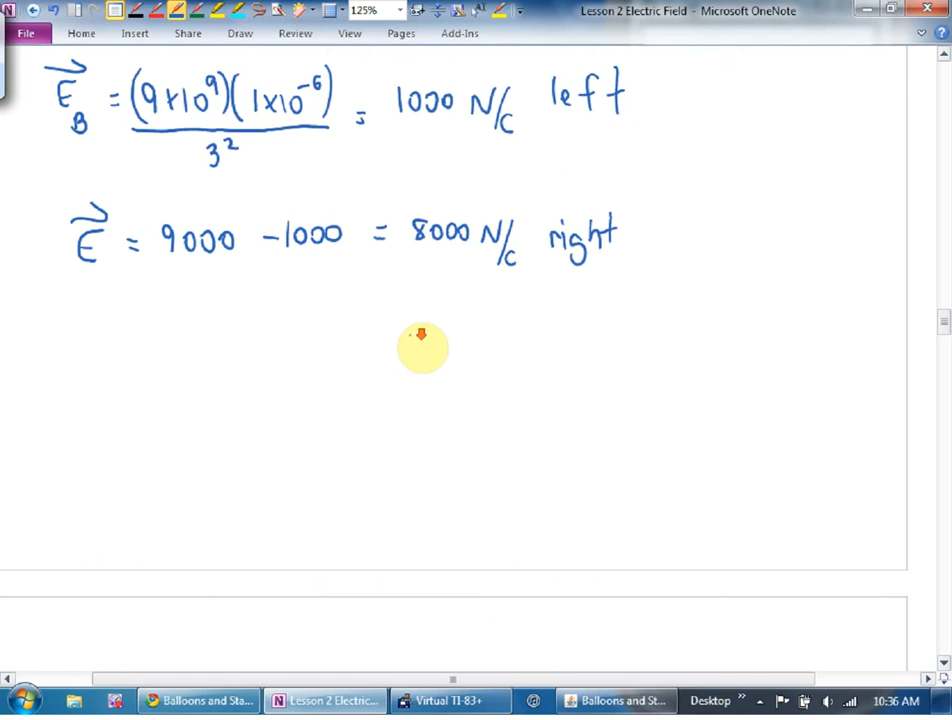 125%
Lesson 2 Electric Field - Microsoft OneNote
File Home Insert Share Draw Review View Pages Add-Ins
E B = (9×10^9)(1×10^-6) / 3^2 = 1000 N/C left
E = 9000 - 1000 = 8000 N/C right
Balloons and Sta... Lesson 2 Electric... Virtual TI-83+ Balloons and St... Desktop 10:36 AM